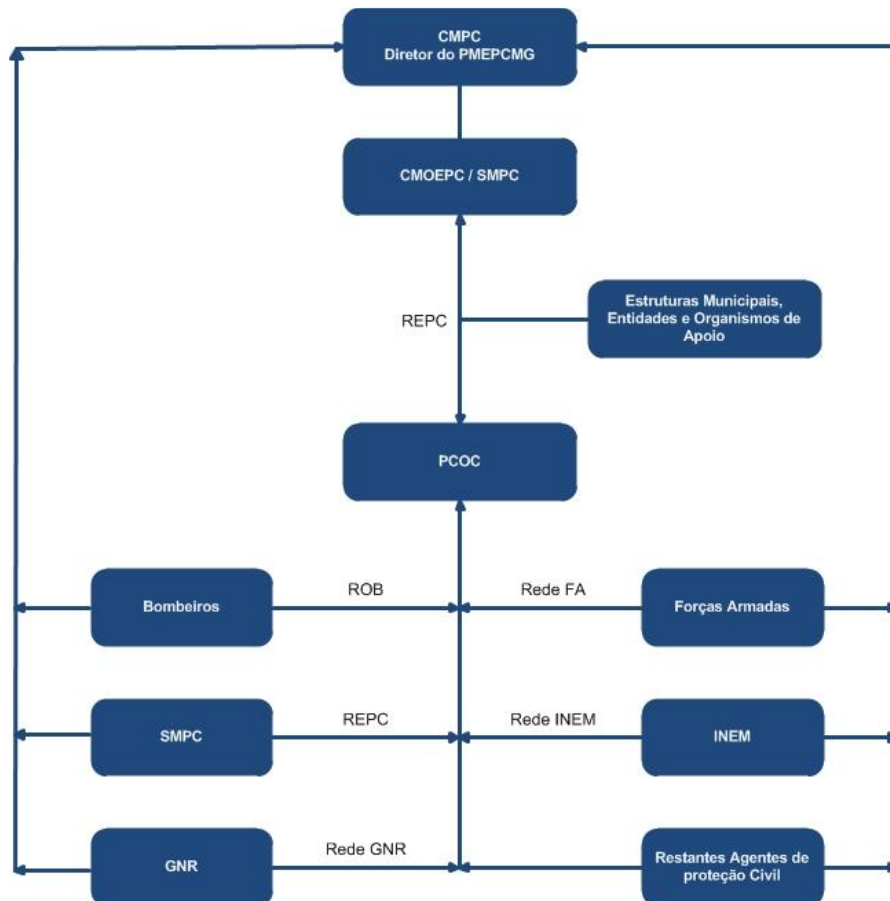 CMPC
Diretor do PMEPCMG
CMOEPC / SMPC
REPC
Estruturas Municipais,
Entidades e Organismos de
Apoio
PCOC
Bombeiros
ROB
Rede FA
Forças Armadas
SMPC
REPC
Rede INEM
INEM
GNR
Rede GNR
Restantes Agentes de
proteção Civil